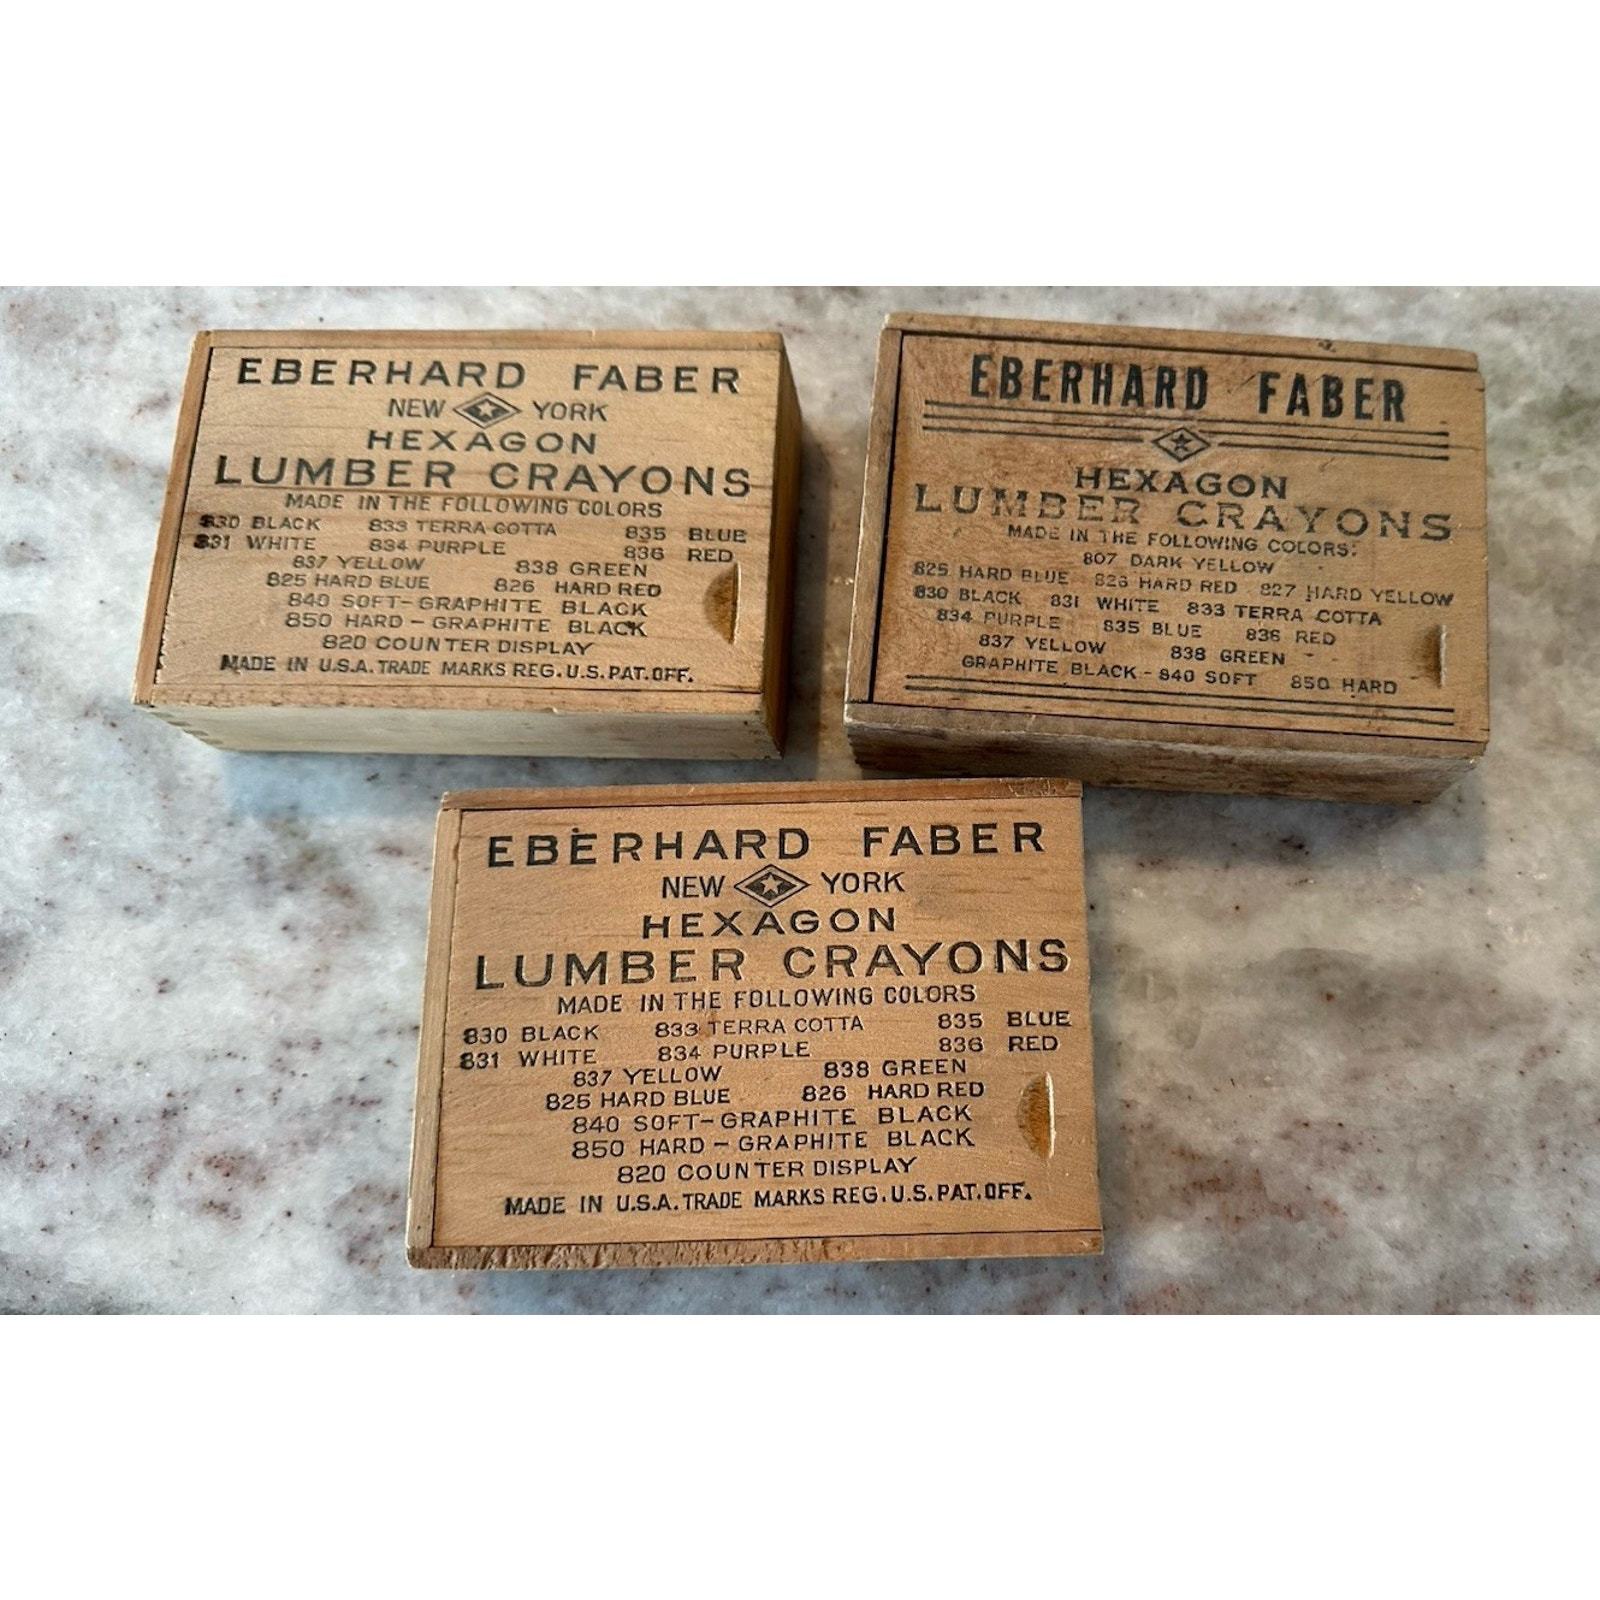 EBERHARD FABER
NEW YORK
HEXAGON
LUMBER CRAYONS
MADE IN THE FOLLOWING COLORS
830 BLACK 833 TERRA COTTA 835 BLUE
831 WHITE 834 PURPLE 836 RED
837 YELLOW 838 GREEN
825 HARD BLUE 826 HARD RED
840 SOFT-GRAPHITE BLACK
850 HARD-GRAPHITE BLACK
820 COUNTER DISPLAY
MADE IN U.S.A. TRADE MARKS REG. U.S. PAT. OFF.
EBERHARD FABER
HEXAGON
LUMBER CRAYONS
MADE IN THE FOLLOWING COLORS:
807 DARK YELLOW
825 HARD BLUE 826 HARD RED 827 HARD YELLOW
830 BLACK 831 WHITE 833 TERRA COTTA
834 PURPLE 835 BLUE 836 RED
837 YELLOW 838 GREEN
GRAPHITE BLACK-840 SOFT 850 HARD
EBERHARD FABER
NEW YORK
HEXAGON
LUMBER CRAYONS
MADE IN THE FOLLOWING COLORS
830 BLACK 833 TERRA COTTA 835 BLUE
831 WHITE 834 PURPLE 836 RED
837 YELLOW 838 GREEN
825 HARD BLUE 826 HARD RED
840 SOFT-GRAPHITE BLACK
850 HARD-GRAPHITE BLACK
820 COUNTER DISPLAY
MADE IN U.S.A. TRADE MARKS REG. U.S. PAT. OFF.